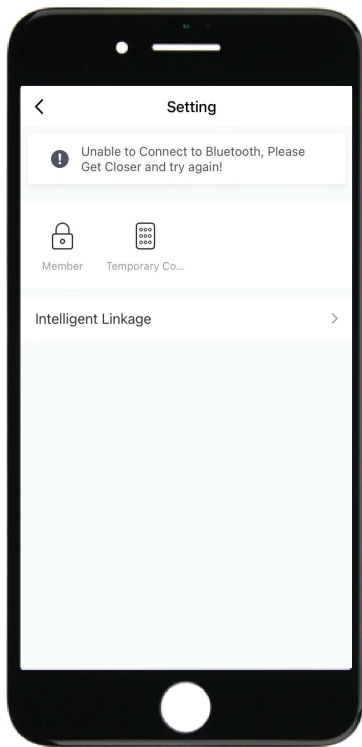 Setting
Unable to Connect to Bluetooth, Please
Get Closer and try again!
Member
Temporary Co...
Intelligent Linkage